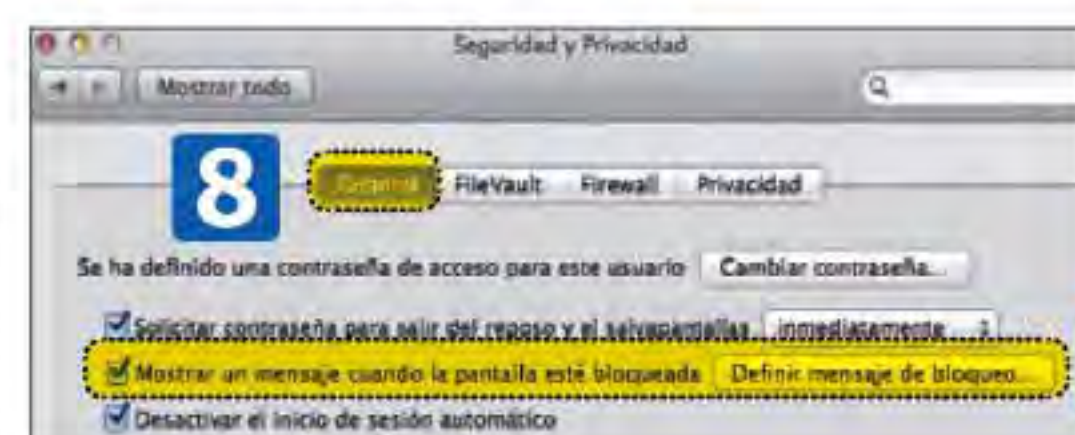 Seguridad y Privacidad
Mostrar todo
8
General FileVault Firewall Privacidad
Se ha definido una contraseña de acceso para este usuario Cambiar contraseña...
Solicitar contraseña para salir del reposo y el salvapantallas inmediatamente
Mostrar un mensaje cuando la pantalla esté bloqueada Definir mensaje de bloqueo...
Desactivar el inicio de sesión automático